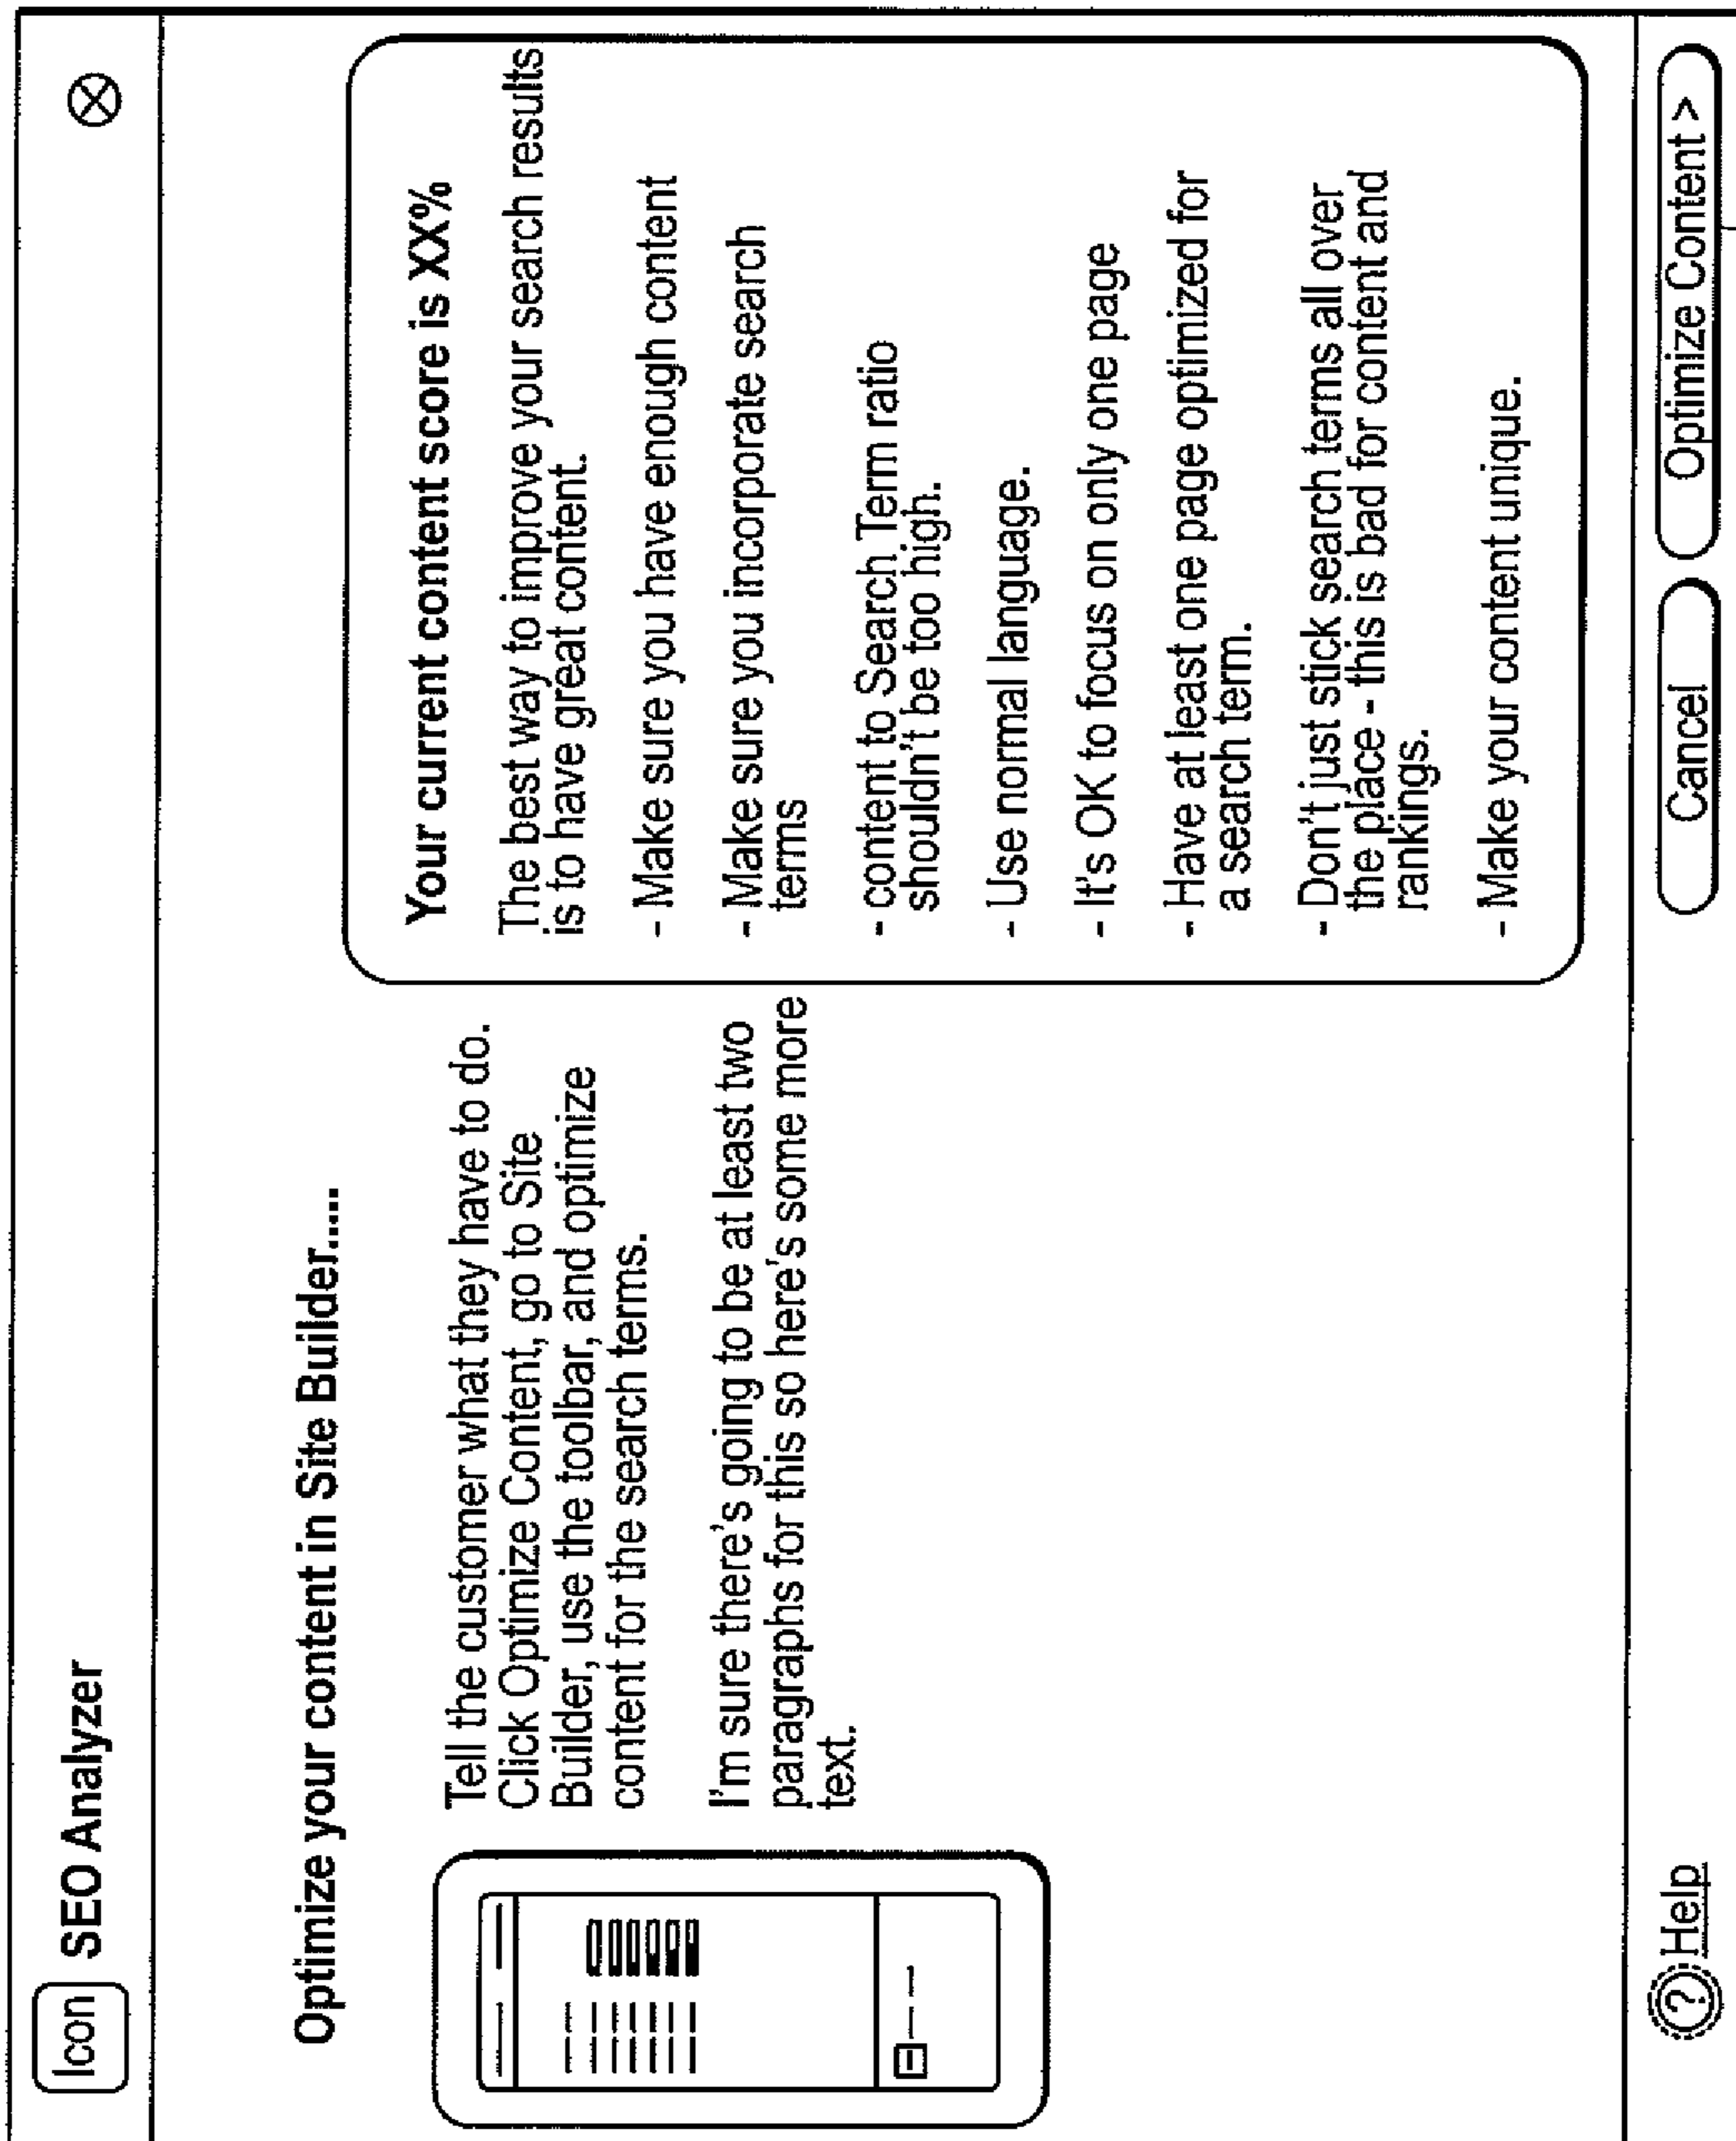 Icon SEO Analyzer
Optimize your content in Site Builder.....
Tell the customer what they have to do.
Click Optimize Content, go to Site
Builder, use the toolbar, and optimize
content for the search terms.
I'm sure there's going to be at least two
paragraphs for this so here's some more
text.
Your current content score is XX%
The best way to improve your search results
is to have great content.
- Make sure you have enough content
- Make sure you incorporate search
terms
- content to Search Term ratio
shouldn't be too high.
- Use normal language.
- It's OK to focus on only one page
- Have at least one page optimized for
a search term.
- Don't just stick search terms all over
the place - this is bad for content and
rankings.
- Make your content unique.
? Help
Cancel
Optimize Content >